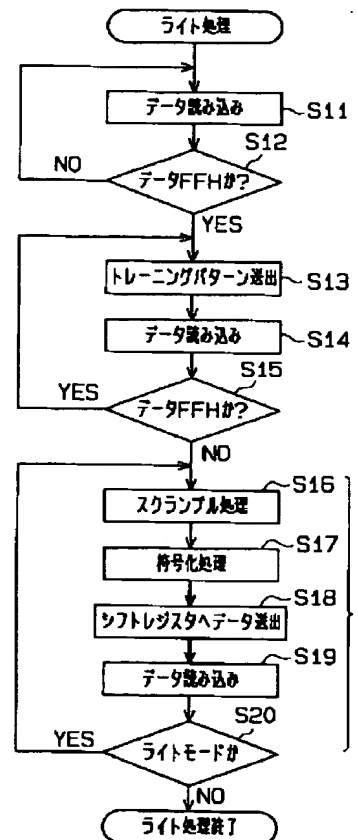 ライト処理
データ読み込み
S11
S12
データFFHか?
NO
YES
トレーニングパターン送出
S13
データ読み込み
S14
S15
データFFHか?
YES
NO
S16
スクランブル処理
S17
符号化処理
S18
シフトレジスタへデータ送出
S19
データ読み込み
S20
ライトモードか
YES
NO
ライト処理終了